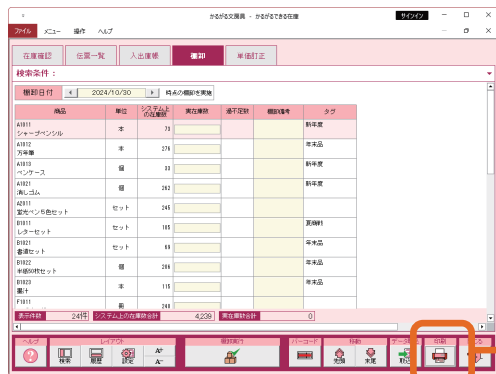 かるがる文房具 - かるがるできる在庫
サインイン
ファイル メニュー 操作 ヘルプ
在庫確認 伝票一覧 入出庫帳 棚卸 単価訂正
検索条件：
棚卸日付 2024/10/30 時点の棚卸を実施
商品 単位 システム上の在庫数 実在庫数 過不足数 棚卸備考 タグ
A1011 シャープペンシル 本 73 新年度
A1012 万年筆 本 276 年末品
A1013 ペンケース 個 33 新年度
A1021 消しゴム 個 262 新年度
A2011 蛍光ペン5色セット セット 245
B1011 レターセット セット 105
B1021 書道セット セット 69 年末品
B1022 半紙50枚セット 個 206 年末品
B1023 墨汁 本 115 年末品
F1011 240
表示件数 24件 システム上の在庫数合計 4,239 実在庫数合計 0
ヘルプ レイアウト 棚卸実行 バーコード 移動 印刷
検索 履歴 設定 A+ A- 先頭 末尾